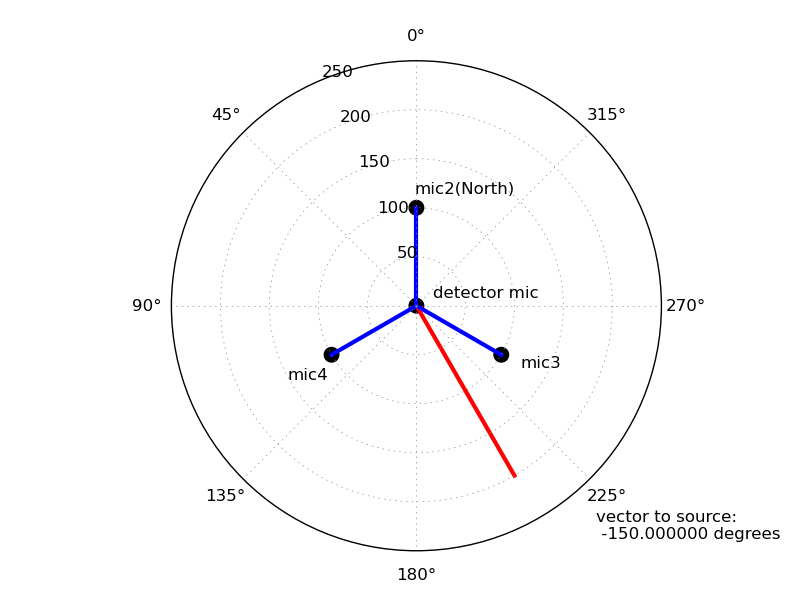 0°
250
45°
315°
200
150
mic2(North)
100
50
detector mic
90°
270°
mic3
mic4
135°
225°
vector to source:
-150.000000 degrees
180°